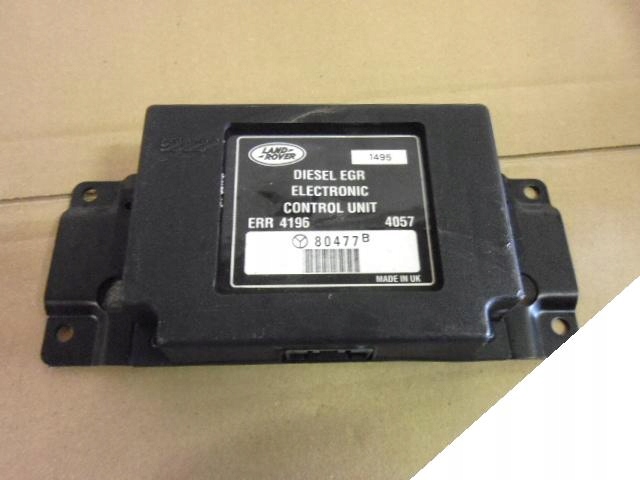 LAND-
-ROVER
1495
DIESEL EGR
ELECTRONIC
CONTROL UNIT
ERR 4196 4057
80477B
MADE IN UK